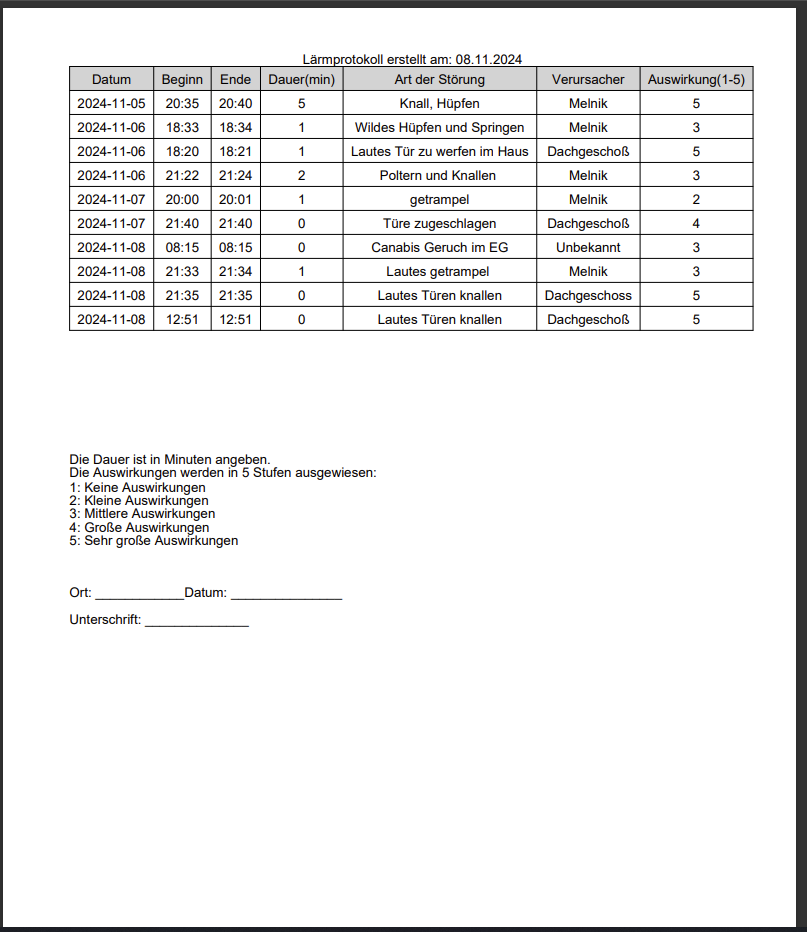 Lärmprotokoll erstellt am: 08.11.2024
Datum Beginn Ende Dauer(min) Art der Störung Verursacher Auswirkung(1-5)
2024-11-05 20:35 20:40 5 Knall, Hüpfen Melnik 5
2024-11-06 18:33 18:34 1 Wildes Hüpfen und Springen Melnik 3
2024-11-06 18:20 18:21 1 Lautes Tür zu werfen im Haus Dachgeschoß 5
2024-11-06 21:22 21:24 2 Poltern und Knallen Melnik 3
2024-11-07 20:00 20:01 1 getrampel Melnik 2
2024-11-07 21:40 21:40 0 Türe zugeschlagen Dachgeschoß 4
2024-11-08 08:15 08:15 0 Canabis Geruch im EG Unbekannt 3
2024-11-08 21:33 21:34 1 Lautes getrampel Melnik 3
2024-11-08 21:35 21:35 0 Lautes Türen knallen Dachgeschoss 5
2024-11-08 12:51 12:51 0 Lautes Türen knallen Dachgeschoß 5
Die Dauer ist in Minuten angeben.
Die Auswirkungen werden in 5 Stufen ausgewiesen:
1: Keine Auswirkungen
2: Kleine Auswirkungen
3: Mittlere Auswirkungen
4: Große Auswirkungen
5: Sehr große Auswirkungen
Ort: ____________Datum: _______________
Unterschrift: ______________